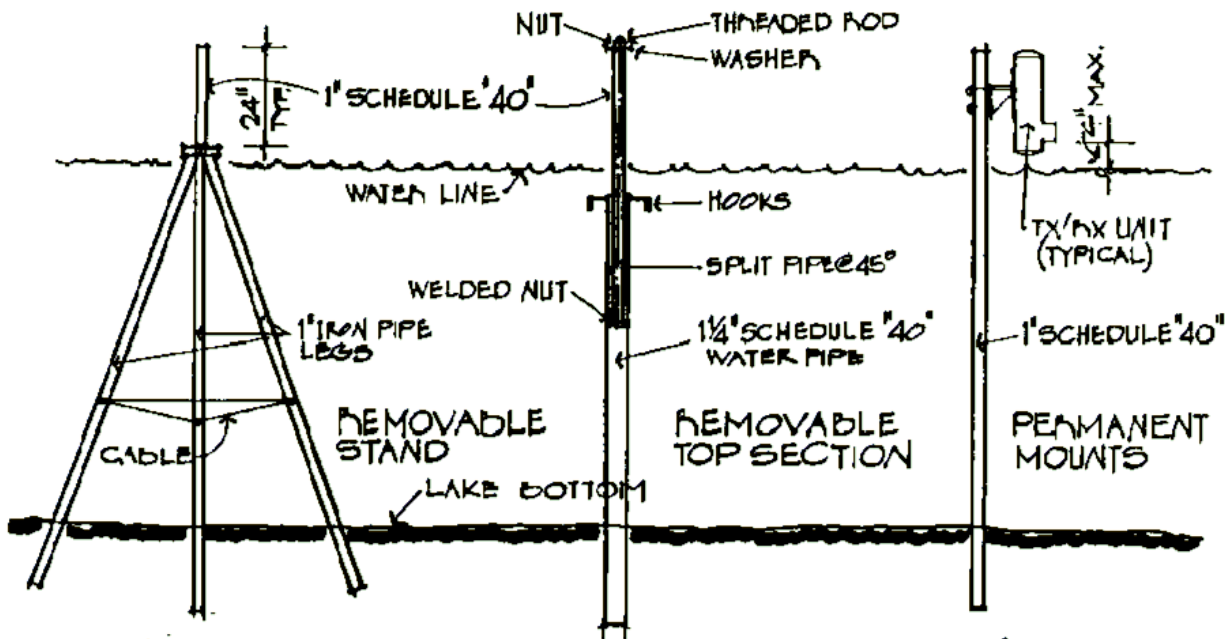 NUT
THREADED ROD
WASHER
24" TYP.
1" SCHEDULE "40"
6" MAX.
WATER LINE
HOOKS
TX/RX UNIT
(TYPICAL)
SPLIT PIPE@45°
WELDED NUT
1" IRON PIPE
LEGS
1¼" SCHEDULE "40"
WATER PIPE
1" SCHEDULE "40"
CABLE
REMOVABLE
STAND
REMOVABLE
TOP SECTION
PERMANENT
MOUNTS
LAKE BOTTOM